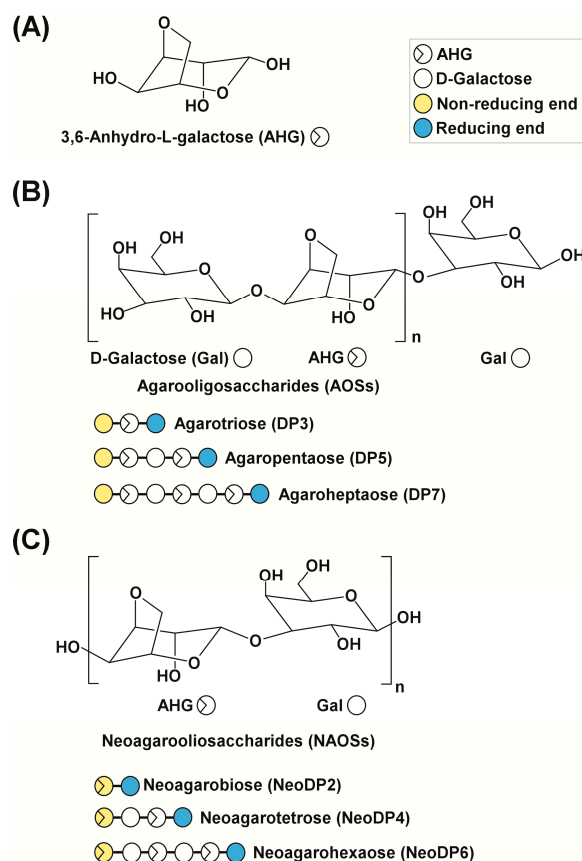 (A)
O
O
OH
HO
HO
3,6-Anhydro-L-galactose (AHG)
AHG
D-Galactose
Non-reducing end
Reducing end
(B)
OH
OH
O
HO
OH
O
O
O
HO
n
O
OH
OH
O
OH
OH
D-Galactose (Gal)
AHG
Gal
Agarooligosaccharides (AOSs)
Agarotriose (DP3)
Agaropentaose (DP5)
Agaroheptaose (DP7)
(C)
O
HO
O
HO
O
OH
OH
O
OH
OH
n
AHG
Gal
Neoagarooliosaccharides (NAOSs)
Neoagarobiose (NeoDP2)
Neoagarotetrose (NeoDP4)
Neoagarohexaose (NeoDP6)